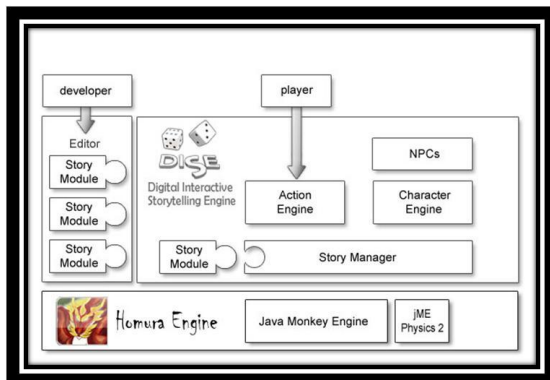 developer
player
Editor
Story
Module
Story
Module
Story
Module
DISE
Digital Interactive
Storytelling Engine
Action
Engine
NPCs
Character
Engine
Story
Module
Story Manager
Homura Engine
Java Monkey Engine
jME
Physics 2